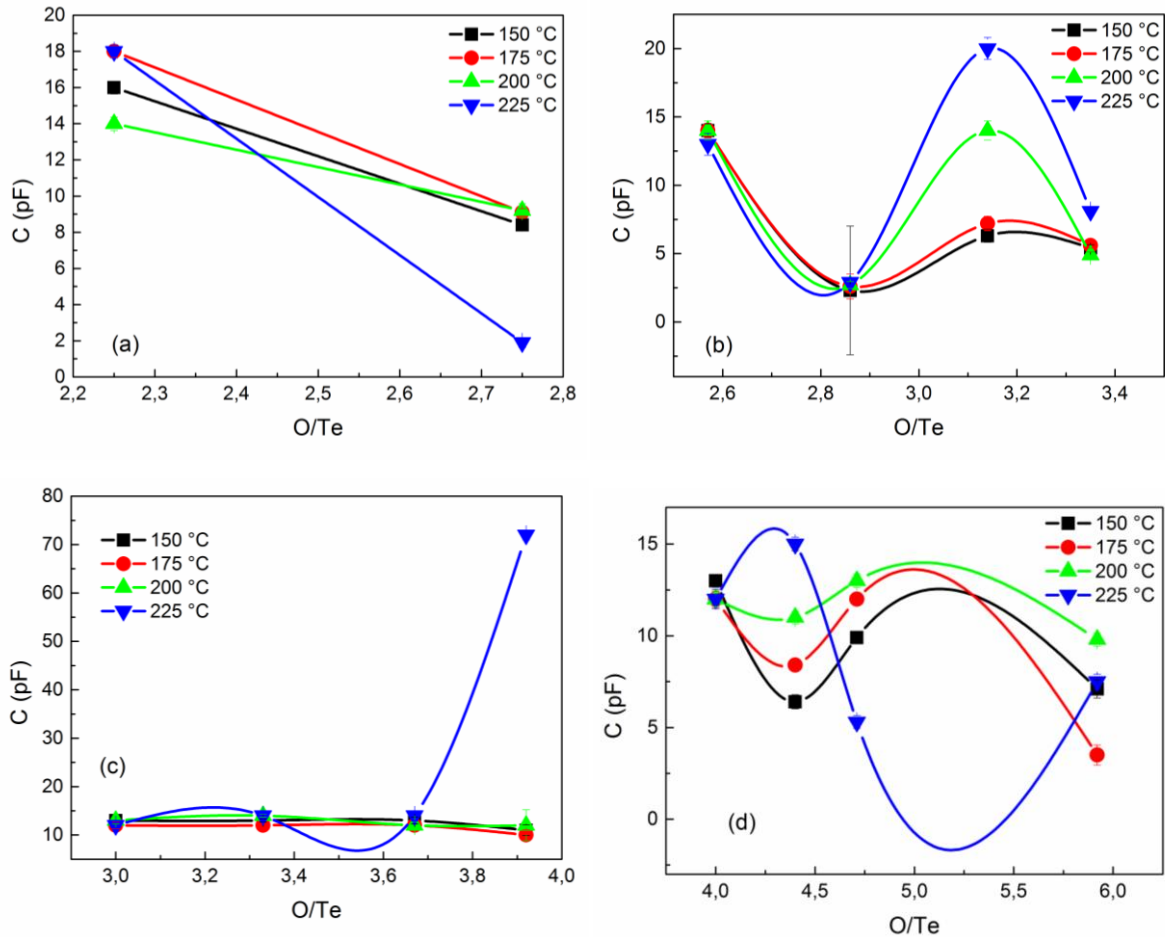 20
18
16
14
12
10
8
6
4
2
0
C (pF)
150 °C
175 °C
200 °C
225 °C
(a)
2,2 2,3 2,4 2,5 2,6 2,7 2,8
O/Te
20
15
10
5
0
C (pF)
150 °C
175 °C
200 °C
225 °C
(b)
2,6 2,8 3,0 3,2 3,4
O/Te
80
70
60
50
40
30
20
10
C (pF)
150 °C
175 °C
200 °C
225 °C
(c)
3,0 3,2 3,4 3,6 3,8 4,0
O/Te
15
10
5
0
C (pF)
150 °C
175 °C
200 °C
225 °C
(d)
4,0 4,5 5,0 5,5 6,0
O/Te